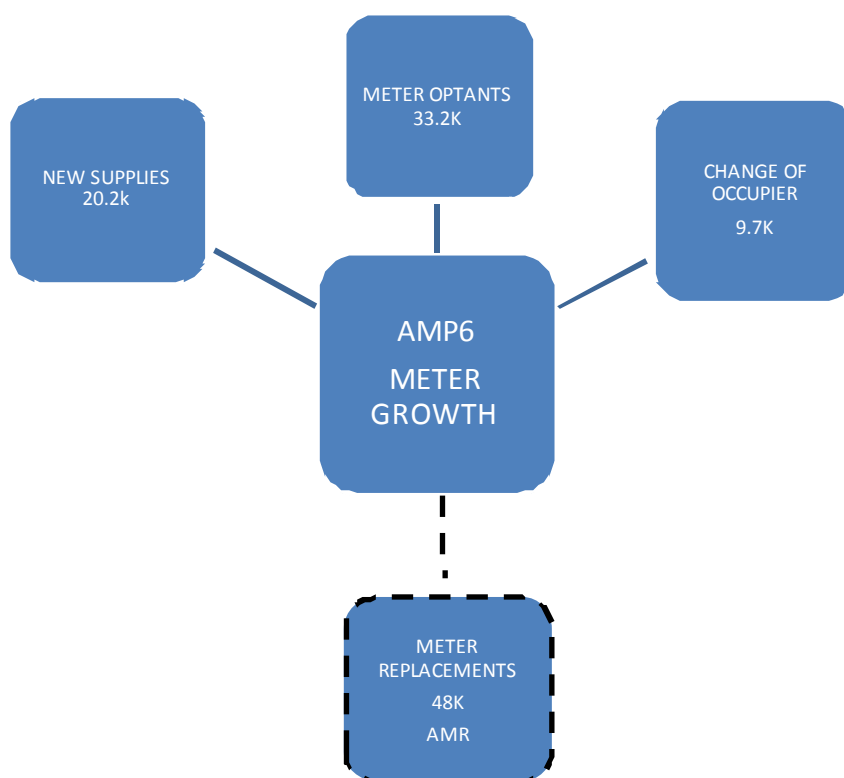 METER OPTANTS
33.2K
NEW SUPPLIES
20.2k
CHANGE OF
OCCUPIER
9.7K
AMP6
METER
GROWTH
METER
REPLACEMENTS
48K
AMR